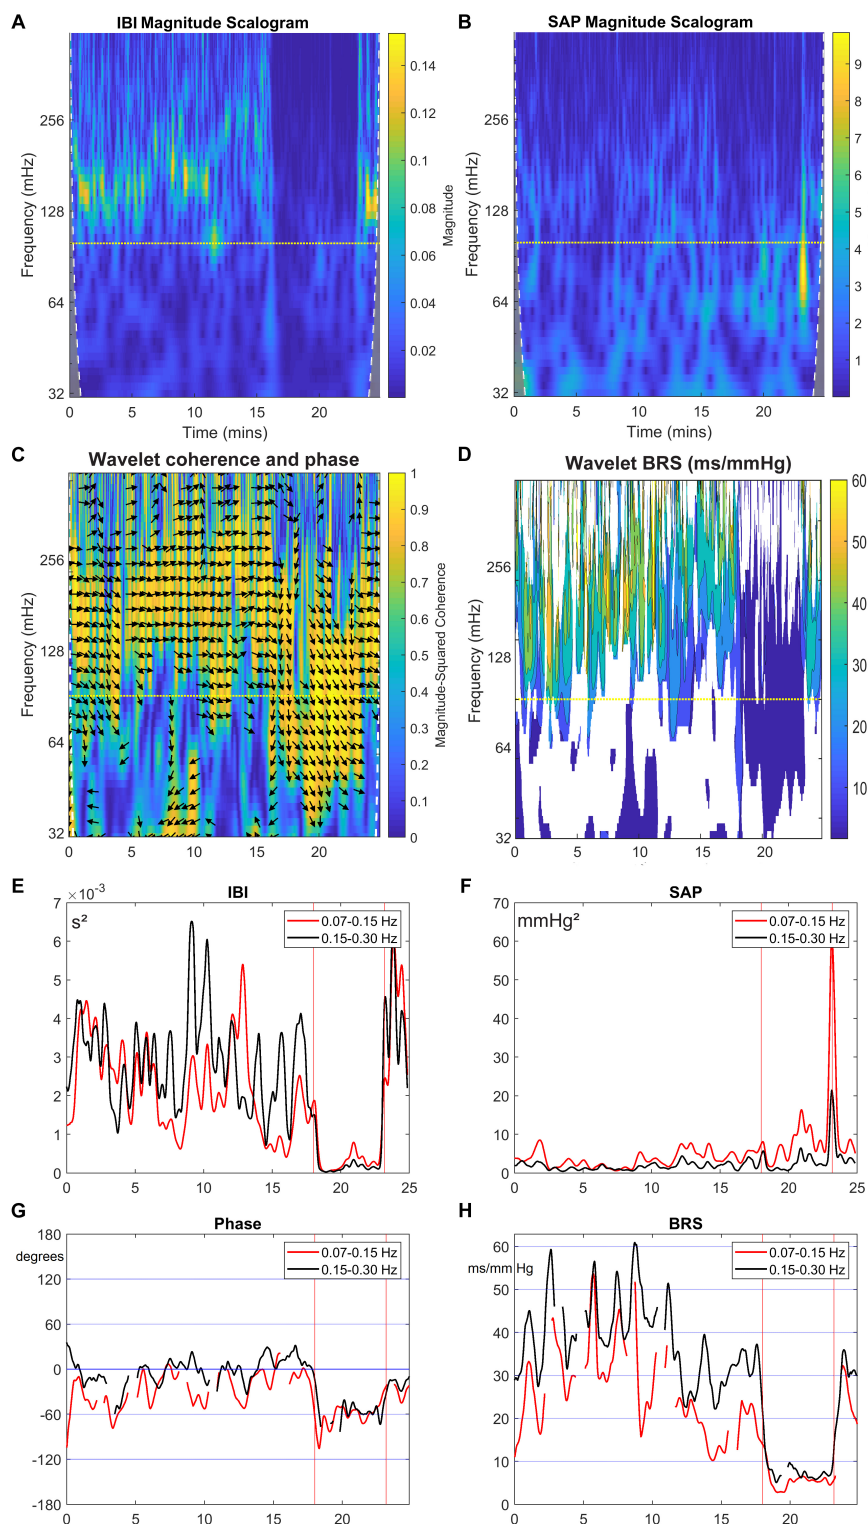 A
IBI Magnitude Scalogram
Frequency (mHz)
256
128
64
32
0 5 10 15 20
Time (mins)
0.14
0.12
0.1
0.08
0.06
0.04
0.02
Magnitude
B
SAP Magnitude Scalogram
Frequency (mHz)
256
128
64
32
0 5 10 15 20
Time (mins)
9
8
7
6
5
4
3
2
1
C
Wavelet coherence and phase
Frequency (mHz)
256
128
64
32
0 5 10 15 20
1
0.9
0.8
0.7
0.6
0.5
0.4
0.3
0.2
0.1
0
Magnitude-Squared Coherence
D
Wavelet BRS (ms/mmHg)
256
128
64
32
0 5 10 15 20
60
50
40
30
20
10
E
×10⁻³
IBI
s²
0.07-0.15 Hz
0.15-0.30 Hz
7
6
5
4
3
2
1
0
0 5 10 15 20 25
F
SAP
mmHg²
0.07-0.15 Hz
0.15-0.30 Hz
70
60
50
40
30
20
10
0
0 5 10 15 20 25
G
Phase
degrees
0.07-0.15 Hz
0.15-0.30 Hz
180
120
60
0
-60
-120
-180
0 5 10 15 20
H
BRS
ms/mm Hg
0.07-0.15 Hz
0.15-0.30 Hz
60
50
40
30
20
10
0
0 5 10 15 20